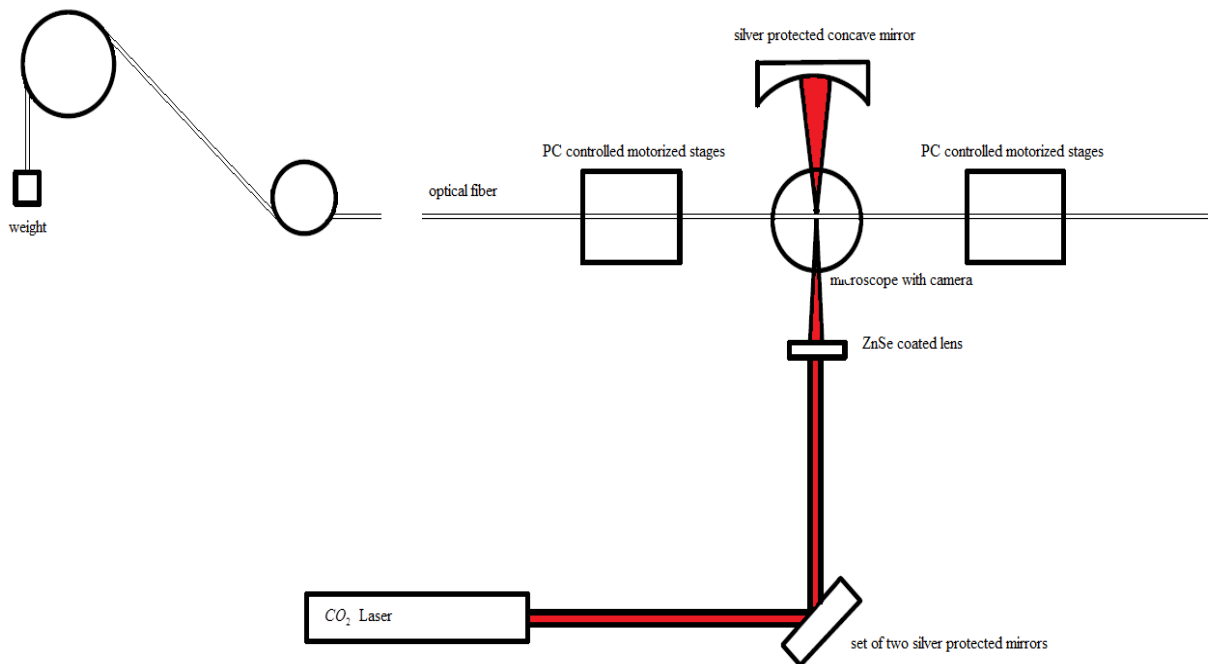 silver protected concave mirror
PC controlled motorized stages
PC controlled motorized stages
optical fiber
weight
microscope with camera
ZnSe coated lens
CO₂ Laser
set of two silver protected mirrors